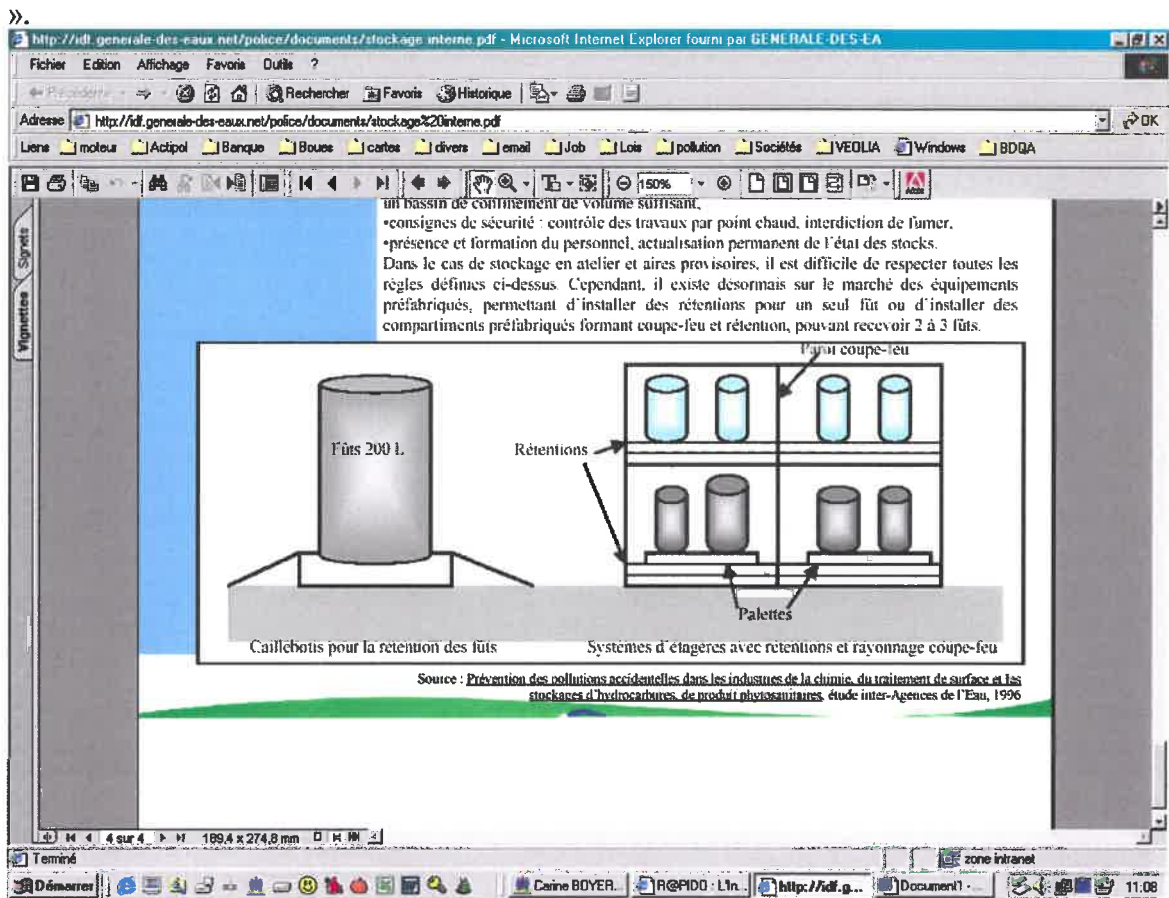 ».
http://idf.generale-des-eaux.net/police/documents/stockage interne.pdf - Microsoft Internet Explorer fourni par GENERALE-DES-EA
Fichier Edition Affichage Favoris Outils ?
Précédente Rechercher Favoris Historique
Adresse http://idf.generale-des-eaux.net/police/documents/stockage%20interne.pdf OK
Liens moteur Actipol Banque Boues cartes divers email Job Lois pollution Sociétés VEOLIA Windows BDQA
150%
Signets
Vignettes
un bassin de confinement de volume suffisant,
•consignes de sécurité : contrôle des travaux par point chaud, interdiction de fumer,
•présence et formation du personnel, actualisation permanent de l'état des stocks.
Dans le cas de stockage en atelier et aires provisoires, il est difficile de respecter toutes les
règles définies ci-dessus. Cependant, il existe désormais sur le marché des équipements
préfabriqués, permettant d'installer des rétentions pour un seul fût ou d'installer des
compartiments préfabriqués formant coupe-feu et rétention, pouvant recevoir 2 à 3 fûts.
Paroi coupe-feu
Fûts 200 L
Rétentions
Palettes
Caillebotis pour la rétention des fûts
Systèmes d'étagères avec rétentions et rayonnage coupe-feu
Source : Prévention des pollutions accidentelles dans les industries de la chimie, du traitement de surface et les
stockages d'hydrocarbures, de produit phytosanitaires, étude inter-Agences de l'Eau, 1996
4 sur 4 189,4 x 274,8 mm
Terminé zone intranet
Démarrer Carine BOYER... R@PIDO : L'In... http://idf.g... Document1 - ... 11:08